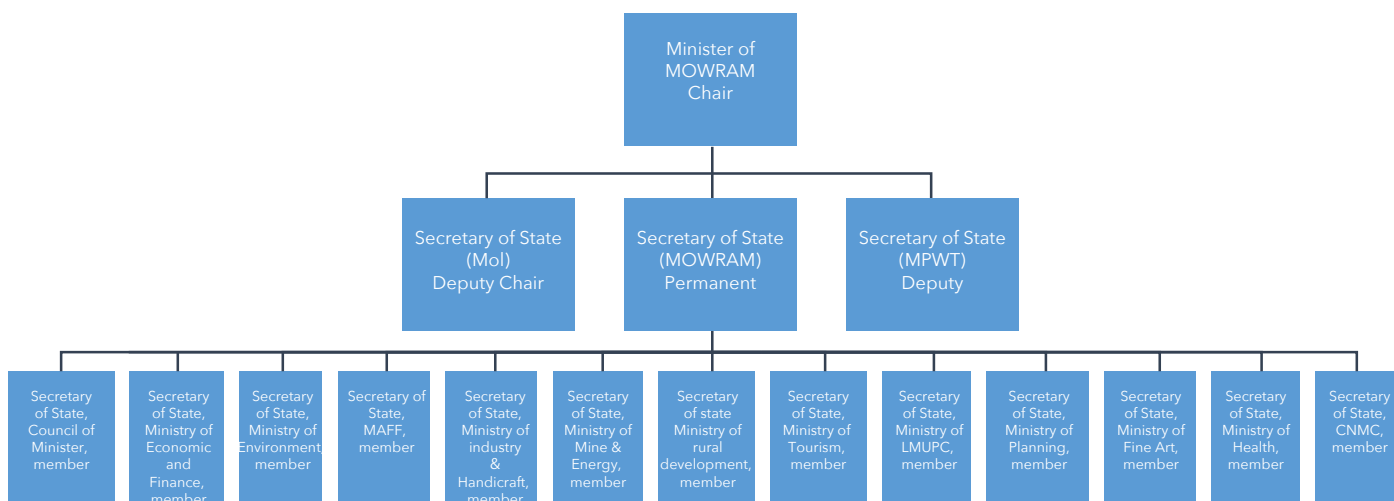 Minister of
MOWRAM
Chair
Secretary of State
(MoI)
Deputy Chair
Secretary of State
(MOWRAM)
Permanent
Secretary of State
(MPWT)
Deputy
Secretary
of State,
Council of
Minister,
member
Secretary
of State,
Ministry of
Economic
and
Finance,
member
Secretary
of State,
Ministry of
Environment,
member
Secretary of
State,
MAFF,
member
Secretary
of State,
Ministry of
industry
&
Handicraft,
member
Secretary
of State,
Ministry of
Mine &
Energy,
member
Secretary
of state
Ministry of
rural
development,
member
Secretary
of State,
Ministry of
Tourism,
member
Secretary
of State,
Ministry of
LMUPC,
member
Secretary
of State,
Ministry of
Planning,
member
Secretary
of State,
Ministry of
Fine Art,
member
Secretary
of State,
Ministry of
Health,
member
Secretary
of State,
CNMC,
member